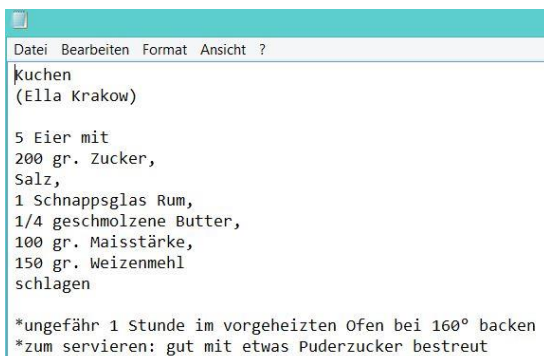 Datei Bearbeiten Format Ansicht ?
Kuchen
(Ella Krakow)
5 Eier mit
200 gr. Zucker,
Salz,
1 Schnappsglas Rum,
1/4 geschmolzene Butter,
100 gr. Maisstärke,
150 gr. Weizenmehl
schlagen
*ungefähr 1 Stunde im vorgeheizten Ofen bei 160° backen
*zum servieren: gut mit etwas Puderzucker bestreut